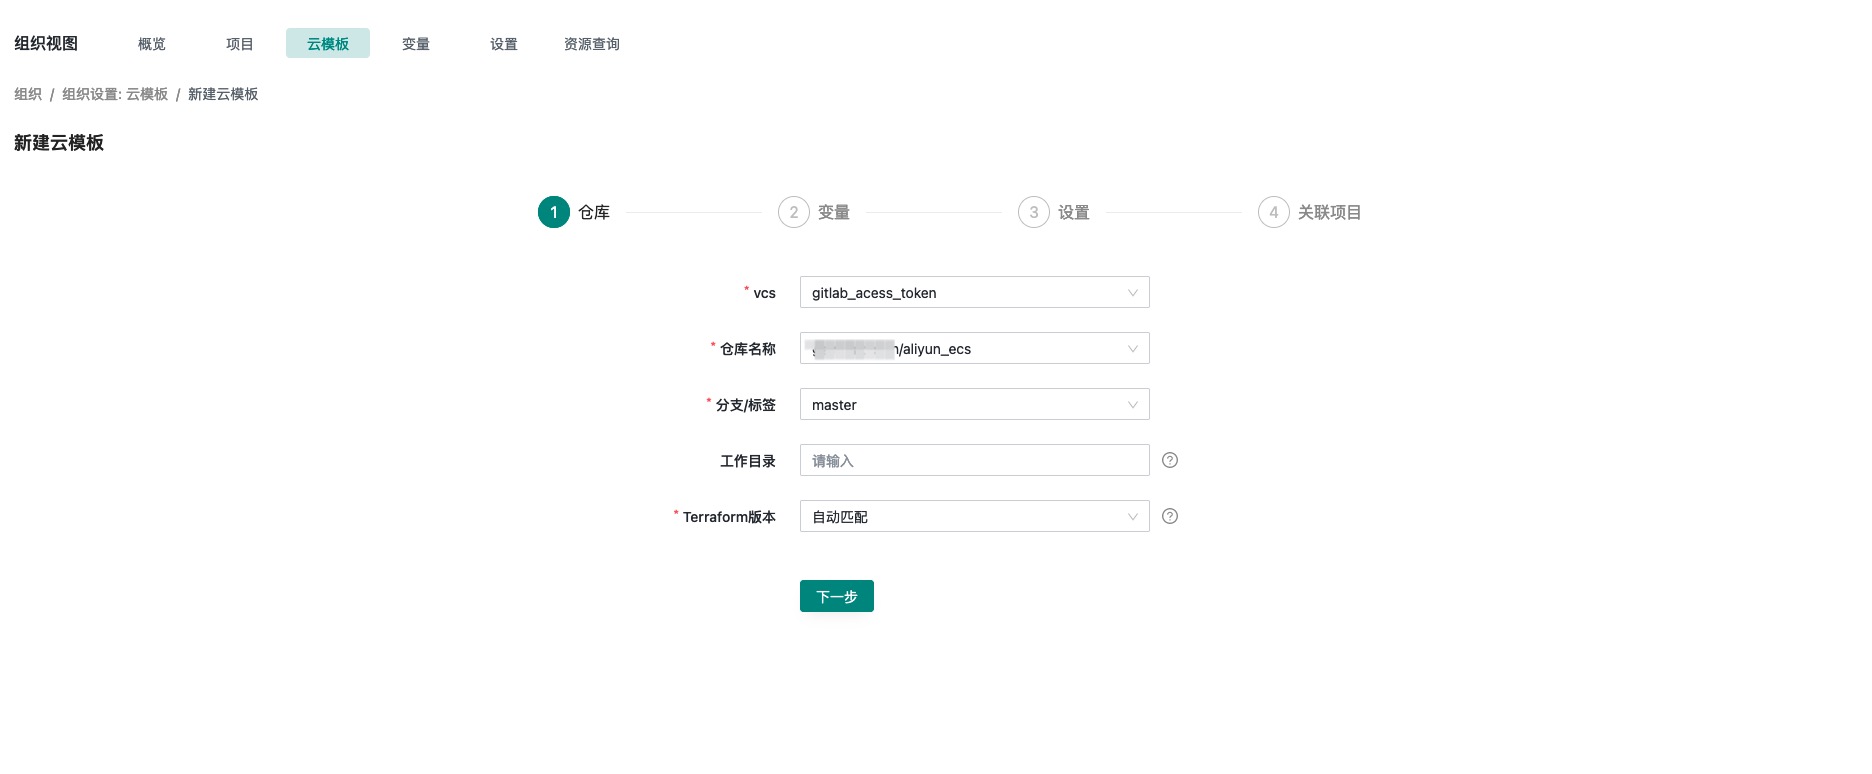 组织视图 概览 项目 云模板 变量 设置 资源查询
组织 / 组织设置: 云模板 / 新建云模板
新建云模板
1 仓库 2 变量 3 设置 4 关联项目
* vcs gitlab_acess_token
* 仓库名称 /aliyun_ecs
* 分支/标签 master
工作目录 请输入
* Terraform版本 自动匹配
下一步